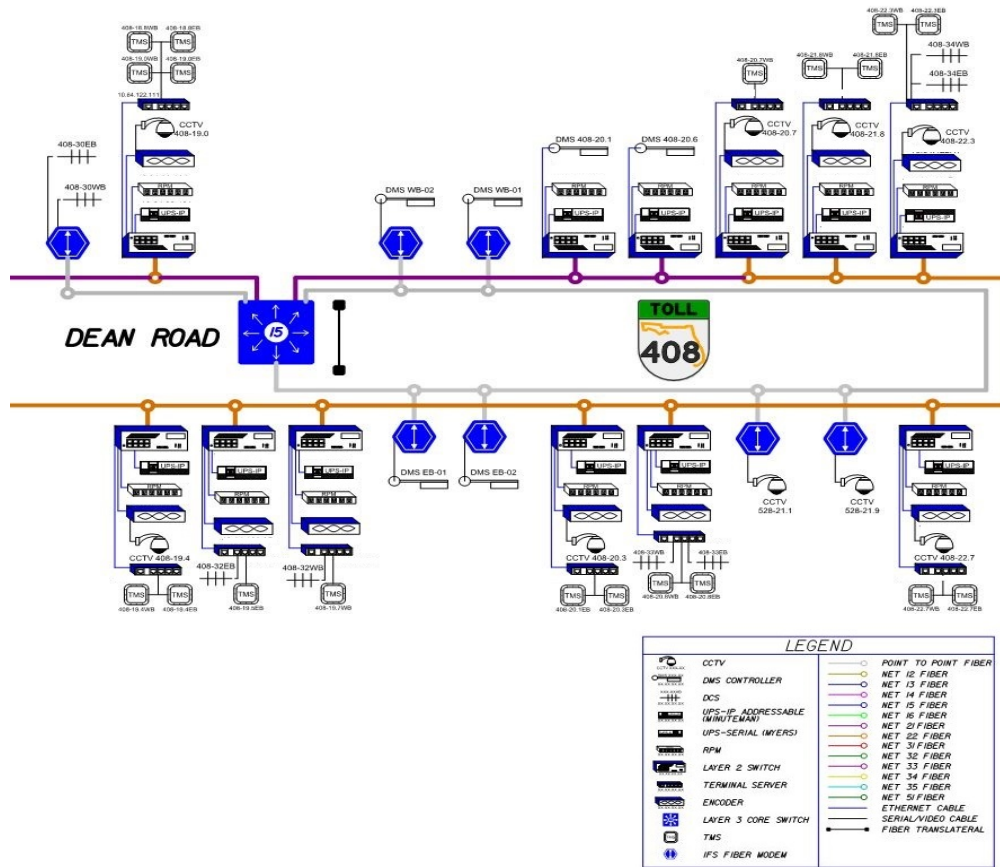 408-18.8WB 408-18.8EB
TMS TMS
408-19.0WB 408-19.0EB
TMS TMS
10.64.122.111
CCTV
408-19.0
408-30EB
408-30WB
RPM
UPS-IP
DMS WB-02
DMS WB-01
DMS 408-20.1
RPM
UPS-IP
DMS 408-20.6
RPM
UPS-IP
408-20.7WB
TMS
CCTV
408-20.7
RPM
UPS-IP
408-21.8WB 408-21.8EB
TMS TMS
CCTV
408-21.8
RPM
UPS-IP
408-22.3WB 408-22.3EB
TMS TMS
408-34WB
408-34EB
CCTV
408-22.3
RPM
UPS-IP
DEAN ROAD
15
TOLL
408
UPS-IP
RPM
CCTV 408-19.4
TMS TMS
408-19.4WB 408-19.4EB
UPS-IP
RPM
408-32EB
TMS
408-19.5EB
UPS-IP
RPM
408-32WB
TMS
408-19.7WB
DMS EB-01
DMS EB-02
UPS-IP
RPM
CCTV 408-20.3
TMS TMS
408-20.1EB 408-20.3EB
UPS-IP
RPM
408-33WB
408-33EB
TMS TMS
408-20.8WB 408-20.8EB
CCTV
528-21.1
CCTV
528-21.9
UPS-IP
RPM
CCTV 408-22.7
TMS TMS
408-22.7WB 408-22.7EB
LEGEND
CCTV
DMS CONTROLLER
DCS
UPS-IP ADDRESSABLE
(MINUTEMAN)
UPS-SERIAL (MYERS)
RPM
LAYER 2 SWITCH
TERMINAL SERVER
ENCODER
LAYER 3 CORE SWITCH
TMS
TMS
IFS FIBER MODEM
POINT TO POINT FIBER
NET 12 FIBER
NET 13 FIBER
NET 14 FIBER
NET 15 FIBER
NET 16 FIBER
NET 21 FIBER
NET 22 FIBER
NET 31 FIBER
NET 32 FIBER
NET 33 FIBER
NET 34 FIBER
NET 35 FIBER
NET 51 FIBER
ETHERNET CABLE
SERIAL/VIDEO CABLE
FIBER TRANSLATERAL